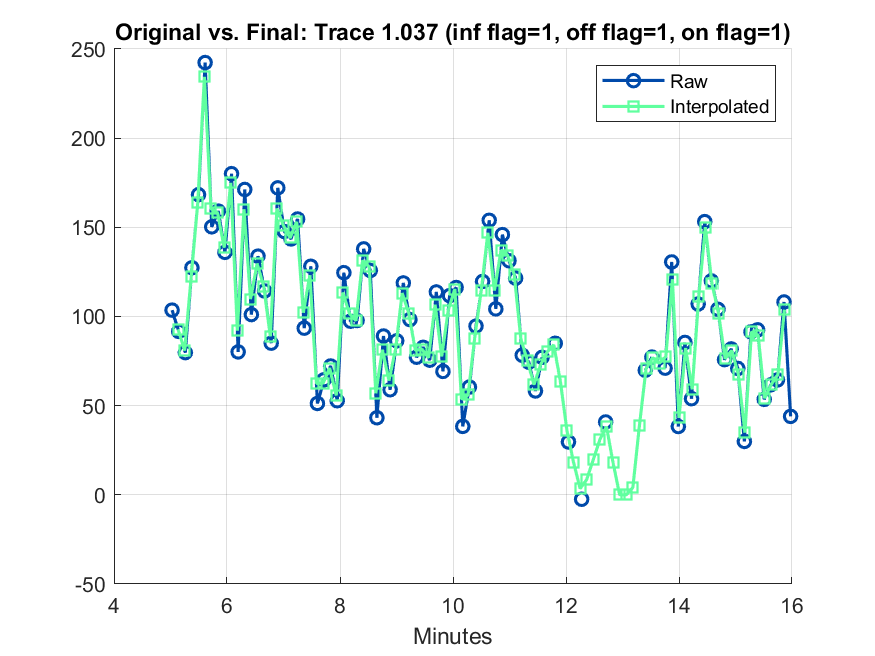 Original vs. Final: Trace 1.037 (inf flag=1, off flag=1, on flag=1)
250
200
150
100
50
0
-50
4 6 8 10 12 14 16
Minutes
Raw
Interpolated